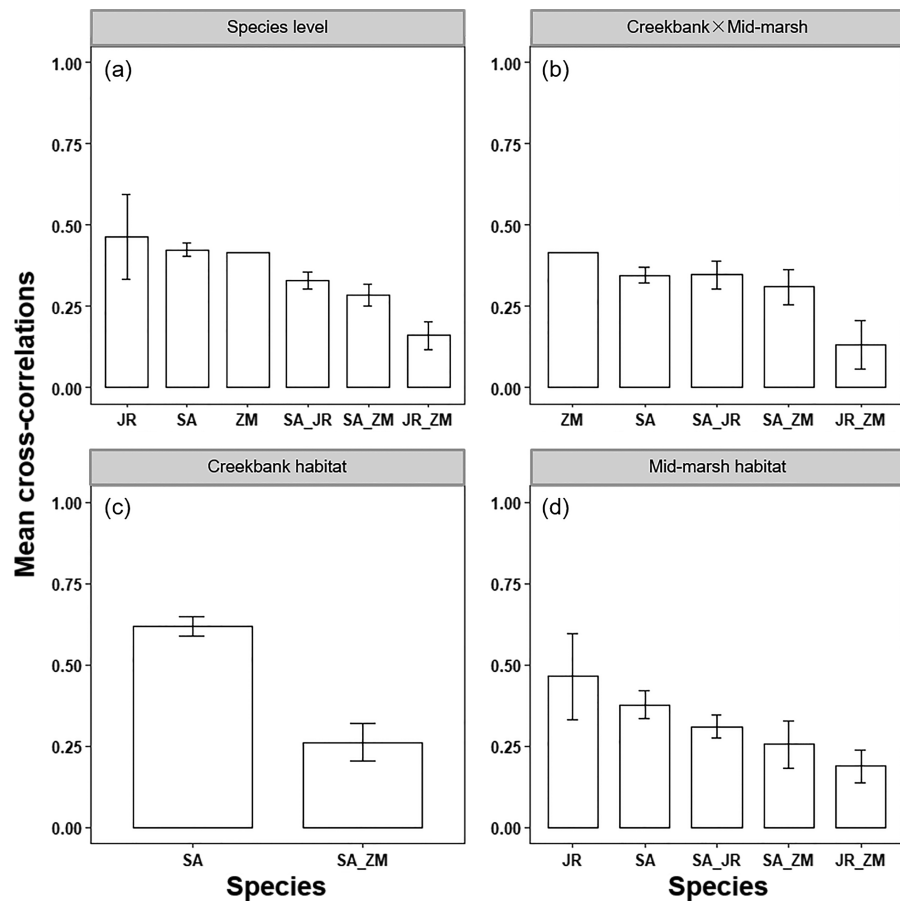 Species level
Creekbank×Mid-marsh
(a)
1.00
0.75
0.50
0.25
0.00
JR SA ZM SA_JR SA_ZM JR_ZM
(b)
1.00
0.75
0.50
0.25
0.00
ZM SA SA_JR SA_ZM JR_ZM
Mean cross-correlations
Creekbank habitat
Mid-marsh habitat
(c)
1.00
0.75
0.50
0.25
0.00
SA SA_ZM
Species
(d)
1.00
0.75
0.50
0.25
0.00
JR SA SA_JR SA_ZM JR_ZM
Species